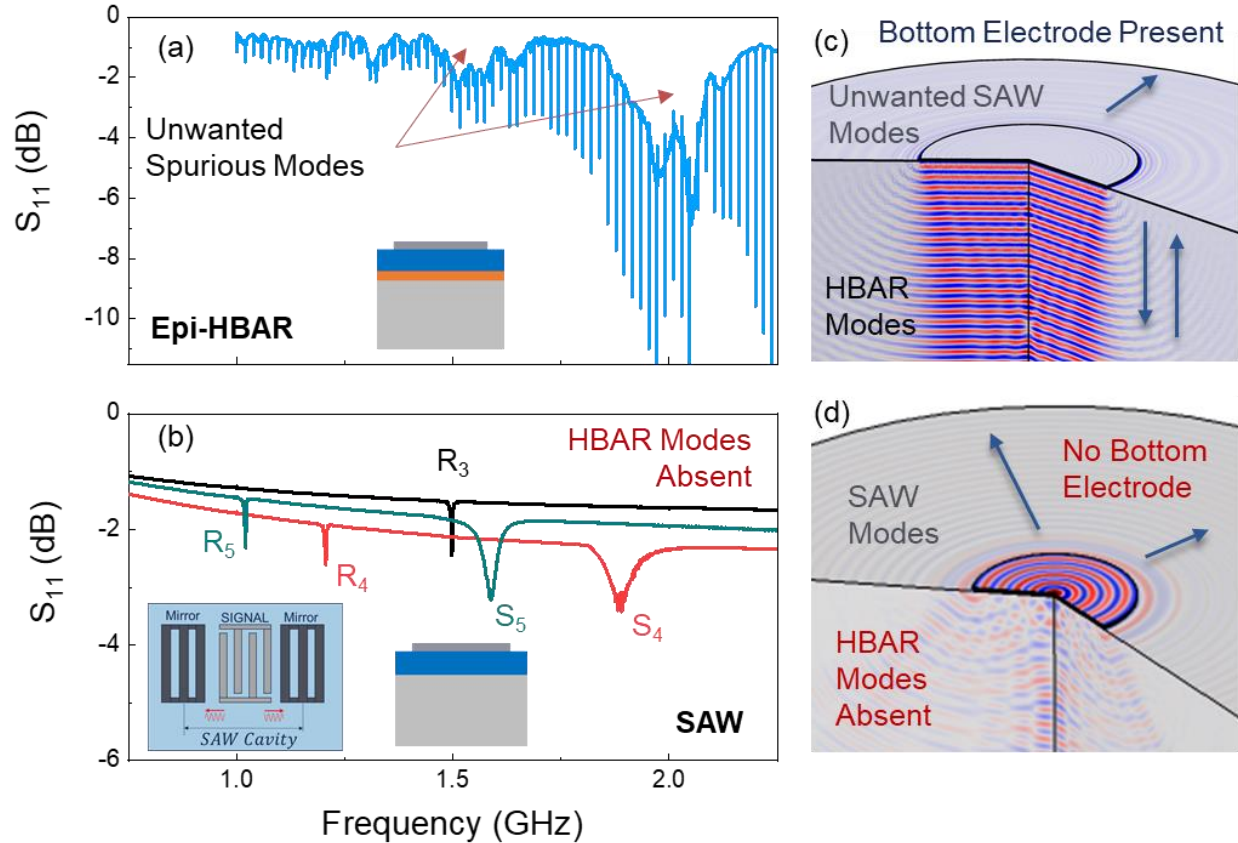 (a)
0
-2
-4
-6
-8
-10
S11 (dB)
Unwanted
Spurious Modes
Epi-HBAR
(c)
Bottom Electrode Present
Unwanted SAW
Modes
HBAR
Modes
(b)
0
-2
-4
-6
S11 (dB)
HBAR Modes
Absent
R3
R5
R4
S5
S4
Mirror
SIGNAL
Mirror
SAW Cavity
SAW
1.0
1.5
2.0
Frequency (GHz)
(d)
No Bottom
Electrode
SAW
Modes
HBAR
Modes
Absent